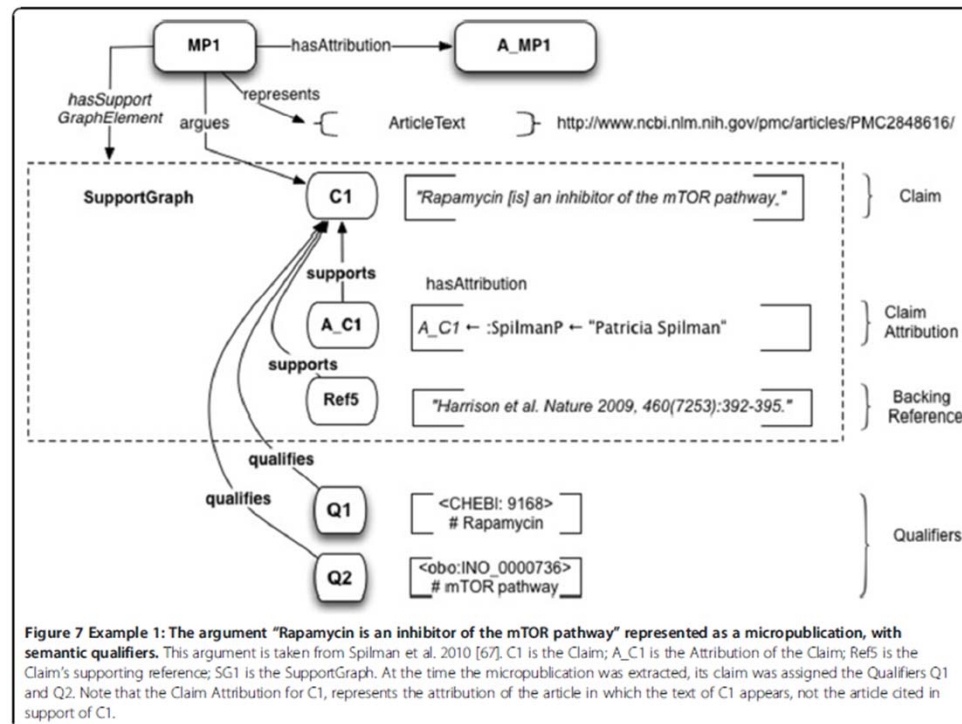 MP1
hasAttribution
A_MP1
hasSupport
GraphElement
argues
represents
ArticleText
http://www.ncbi.nlm.nih.gov/pmc/articles/PMC2848616/
SupportGraph
C1
"Rapamycin [is] an inhibitor of the mTOR pathway."
Claim
supports
hasAttribution
A_C1
A_C1 ← :SpilmanP ← "Patricia Spilman"
Claim
Attribution
supports
Ref5
"Harrison et al. Nature 2009, 460(7253):392-395."
Backing
Reference
qualifies
qualifies
Q1
<CHEBI: 9168>
# Rapamycin
Qualifiers
Q2
<obo:INO_0000736>
# mTOR pathway
Figure 7 Example 1: The argument “Rapamycin is an inhibitor of the mTOR pathway” represented as a micropublication, with
semantic qualifiers. This argument is taken from Spilman et al. 2010 [67]. C1 is the Claim; A_C1 is the Attribution of the Claim; Ref5 is the
Claim's supporting reference; SG1 is the SupportGraph. At the time the micropublication was extracted, its claim was assigned the Qualifiers Q1
and Q2. Note that the Claim Attribution for C1, represents the attribution of the article in which the text of C1 appears, not the article cited in
support of C1.